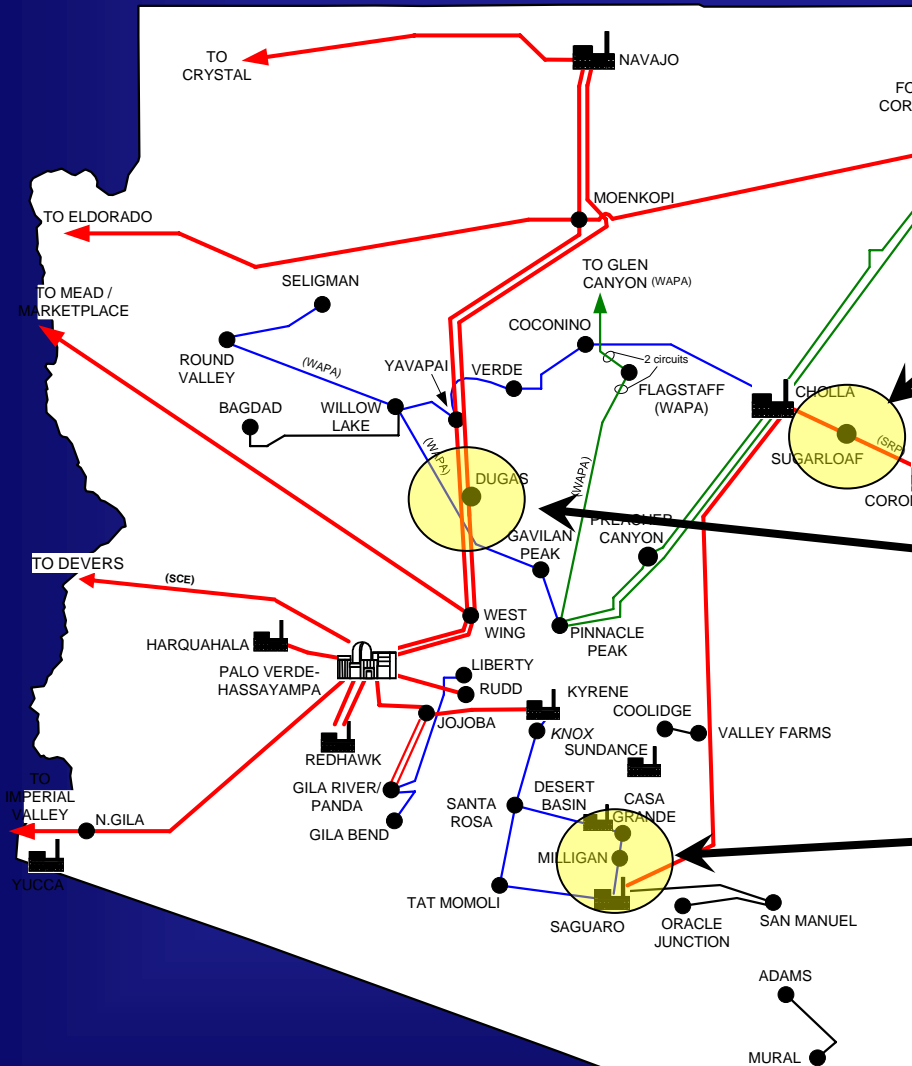 TO
CRYSTAL
NAVAJO
MOENKOPI
TO ELDORADO
TO GLEN
CANYON (WAPA)
SELIGMAN
TO MEAD /
MARKETPLACE
COCONINO
2 circuits
ROUND
VALLEY
(WAPA)
YAVAPAI
VERDE
FLAGSTAFF
(WAPA)
CHOLLA
BAGDAD
WILLOW
LAKE
(WAPA)
(WAPA)
SUGARLOAF
(SRP)
DUGAS
PREACHER
CANYON
GAVILAN
PEAK
TO DEVERS
(SCE)
WEST
WING
PINNACLE
PEAK
HARQUAHALA
PALO VERDE-
HASSAYAMPA
LIBERTY
RUDD
KYRENE
JOJOBA
KNOX
COOLIDGE
VALLEY FARMS
SUNDANCE
REDHAWK
GILA RIVER/
PANDA
DESERT
BASIN
CASA
GRANDE
SANTA
ROSA
TO
IMPERIAL
VALLEY
N.GILA
GILA BEND
MILLIGAN
YUCCA
TAT MOMOLI
SAGUARO
ORACLE
JUNCTION
SAN MANUEL
ADAMS
MURAL